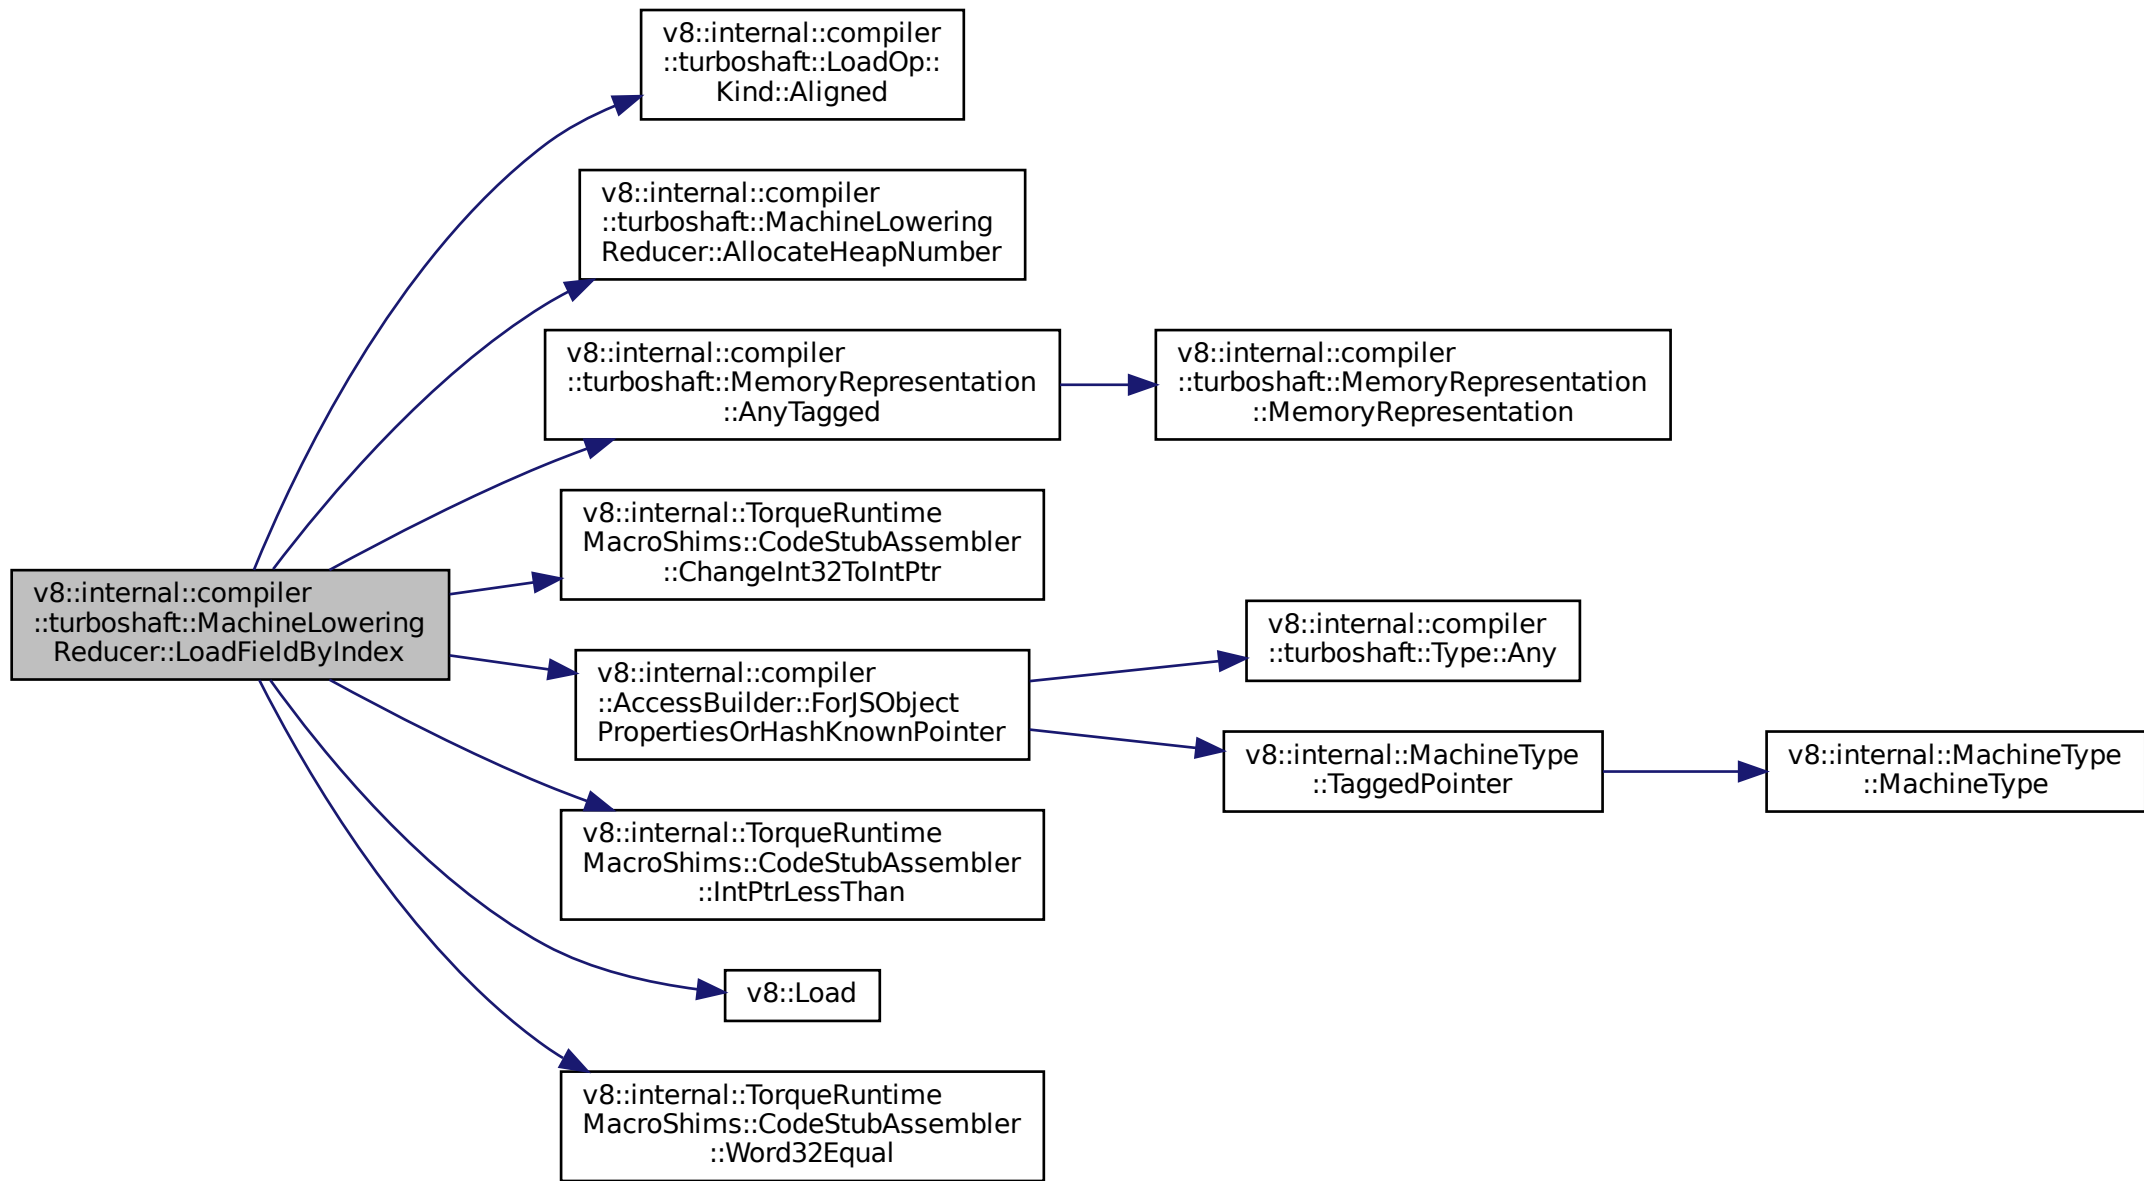 v8::internal::compiler
::turboshaft::LoadOp::
Kind::Aligned
v8::internal::compiler
::turboshaft::MachineLowering
Reducer::AllocateHeapNumber
v8::internal::compiler
::turboshaft::MemoryRepresentation
::AnyTagged
v8::internal::compiler
::turboshaft::MemoryRepresentation
::MemoryRepresentation
v8::internal::TorqueRuntime
MacroShims::CodeStubAssembler
::ChangeInt32ToIntPtr
v8::internal::compiler
::turboshaft::MachineLowering
Reducer::LoadFieldByIndex
v8::internal::compiler
::AccessBuilder::ForJSObject
PropertiesOrHashKnownPointer
v8::internal::compiler
::turboshaft::Type::Any
v8::internal::MachineType
::TaggedPointer
v8::internal::MachineType
::MachineType
v8::internal::TorqueRuntime
MacroShims::CodeStubAssembler
::IntPtrLessThan
v8::Load
v8::internal::TorqueRuntime
MacroShims::CodeStubAssembler
::Word32Equal